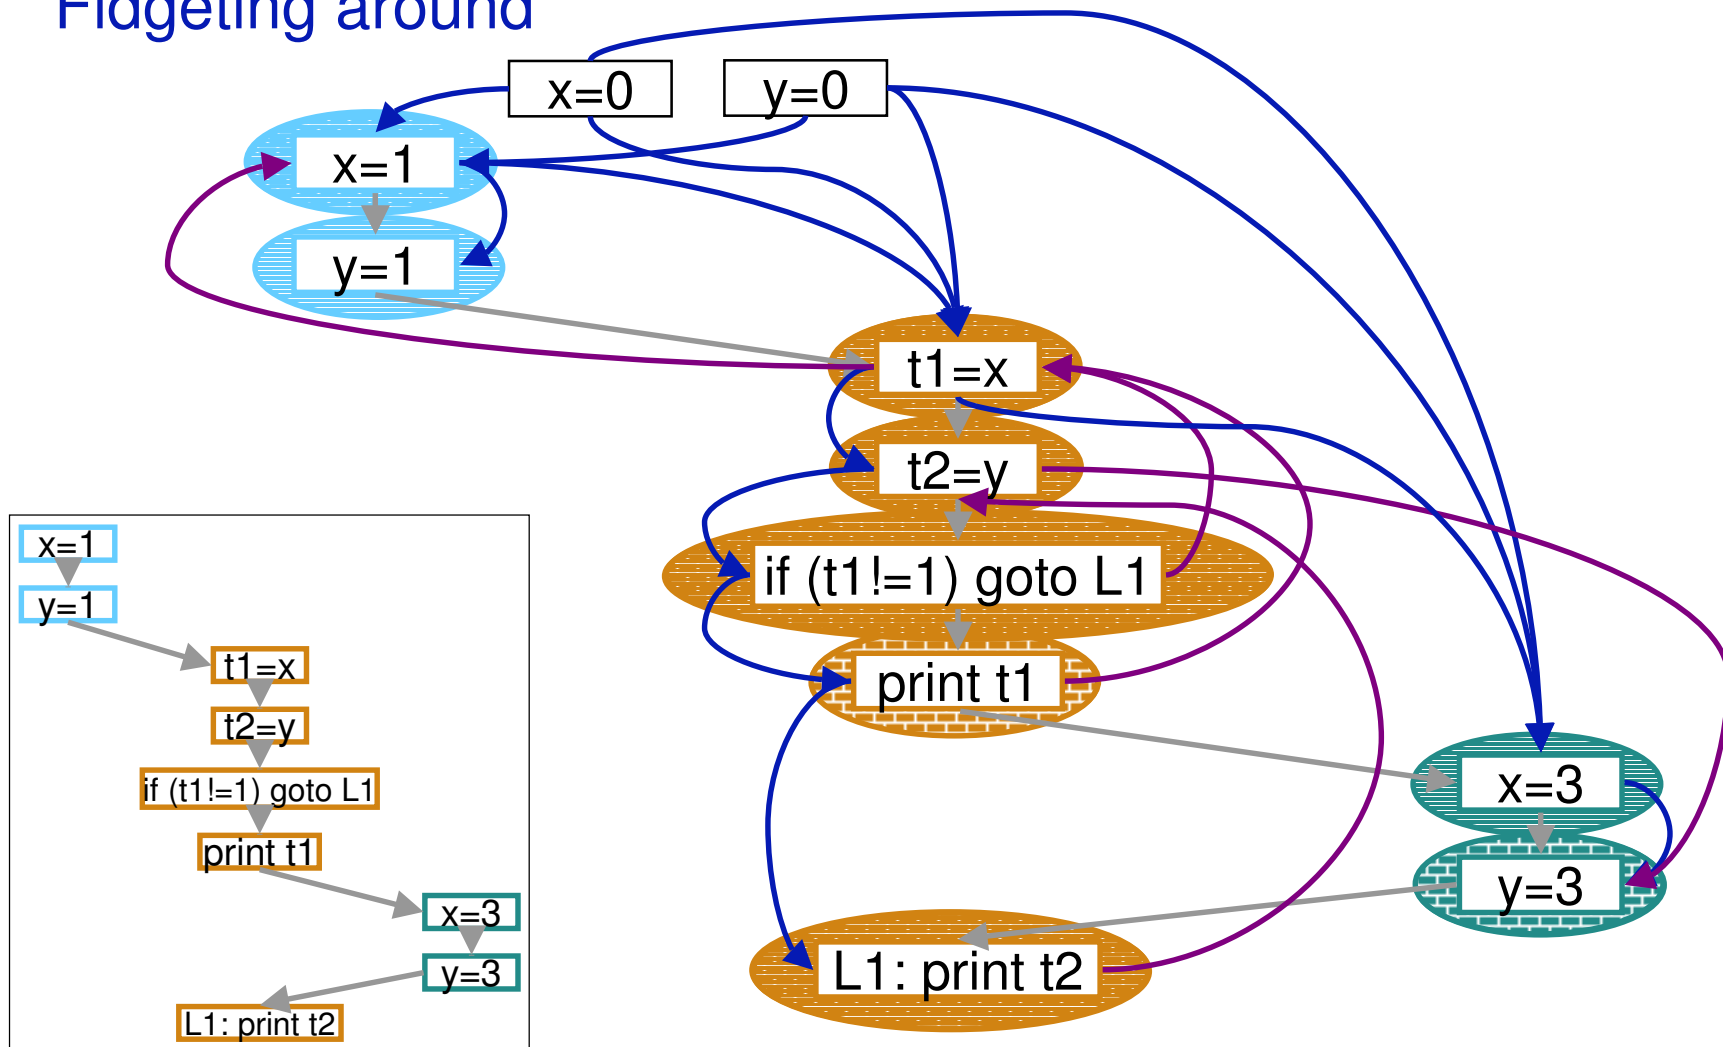 Fidgeting around
x=0
y=0
x=1
y=1
t1=x
t2=y
if (t1!=1) goto L1
print t1
x=3
y=3
L1: print t2
x=1
y=1
t1=x
t2=y
if (t1!=1) goto L1
print t1
x=3
y=3
L1: print t2